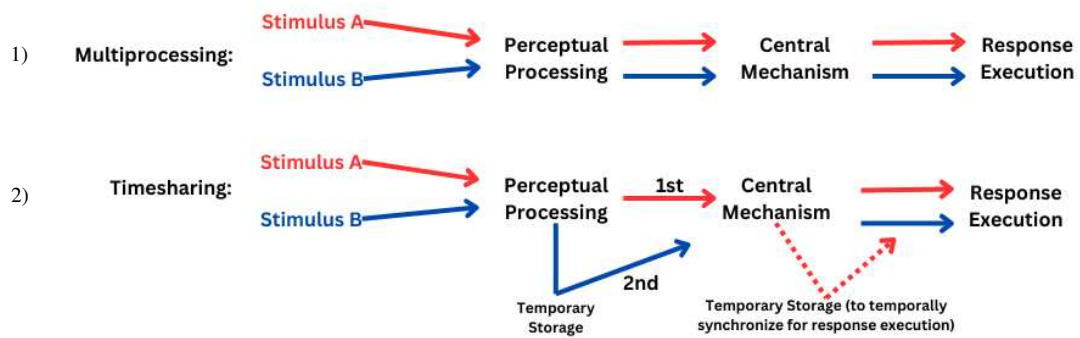 1)
Multiprocessing:
Stimulus A
Stimulus B
Perceptual
Processing
Central
Mechanism
Response
Execution
2)
Timesharing:
Stimulus A
Stimulus B
Perceptual
Processing
1st
2nd
Temporary
Storage
Central
Mechanism
Temporary Storage (to temporally
synchronize for response execution)
Response
Execution